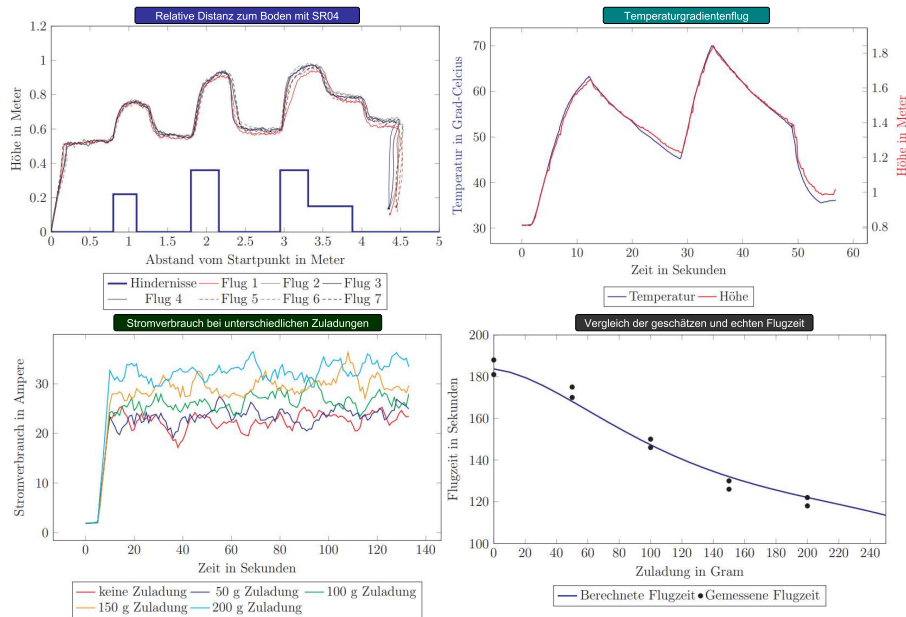 Relative Distanz zum Boden mit SR04
1.2
1
0.8
0.6
0.4
0.2
0
Höhe in Meter
0.5 1 1.5 2 2.5 3 3.5 4 4.5 5
Abstand vom Startpunkt in Meter
Hindernisse Flug 1 Flug 2 Flug 3
Flug 4 Flug 5 Flug 6 Flug 7
Temperaturgradientenflug
70
60
50
40
30
Temperatur in Grad-Celcius
1.8
1.6
1.4
1.2
1
0.8
Höhe in Meter
0 10 20 30 40 50 60
Zeit in Sekunden
Temperatur Höhe
Stromverbrauch bei unterschiedlichen Zuladungen
30
20
10
0
Stromverbrauch in Ampere
0 20 40 60 80 100 120 140
Zeit in Sekunden
keine Zuladung 50 g Zuladung 100 g Zuladung
150 g Zuladung 200 g Zuladung
Vergleich der geschätzen und echten Flugzeit
200
180
160
140
120
100
Flugzeit in Sekunden
0 20 40 60 80 100 120 140 160 180 200 220 240
Zuladung in Gram
Berechnete Flugzeit Gemessene Flugzeit